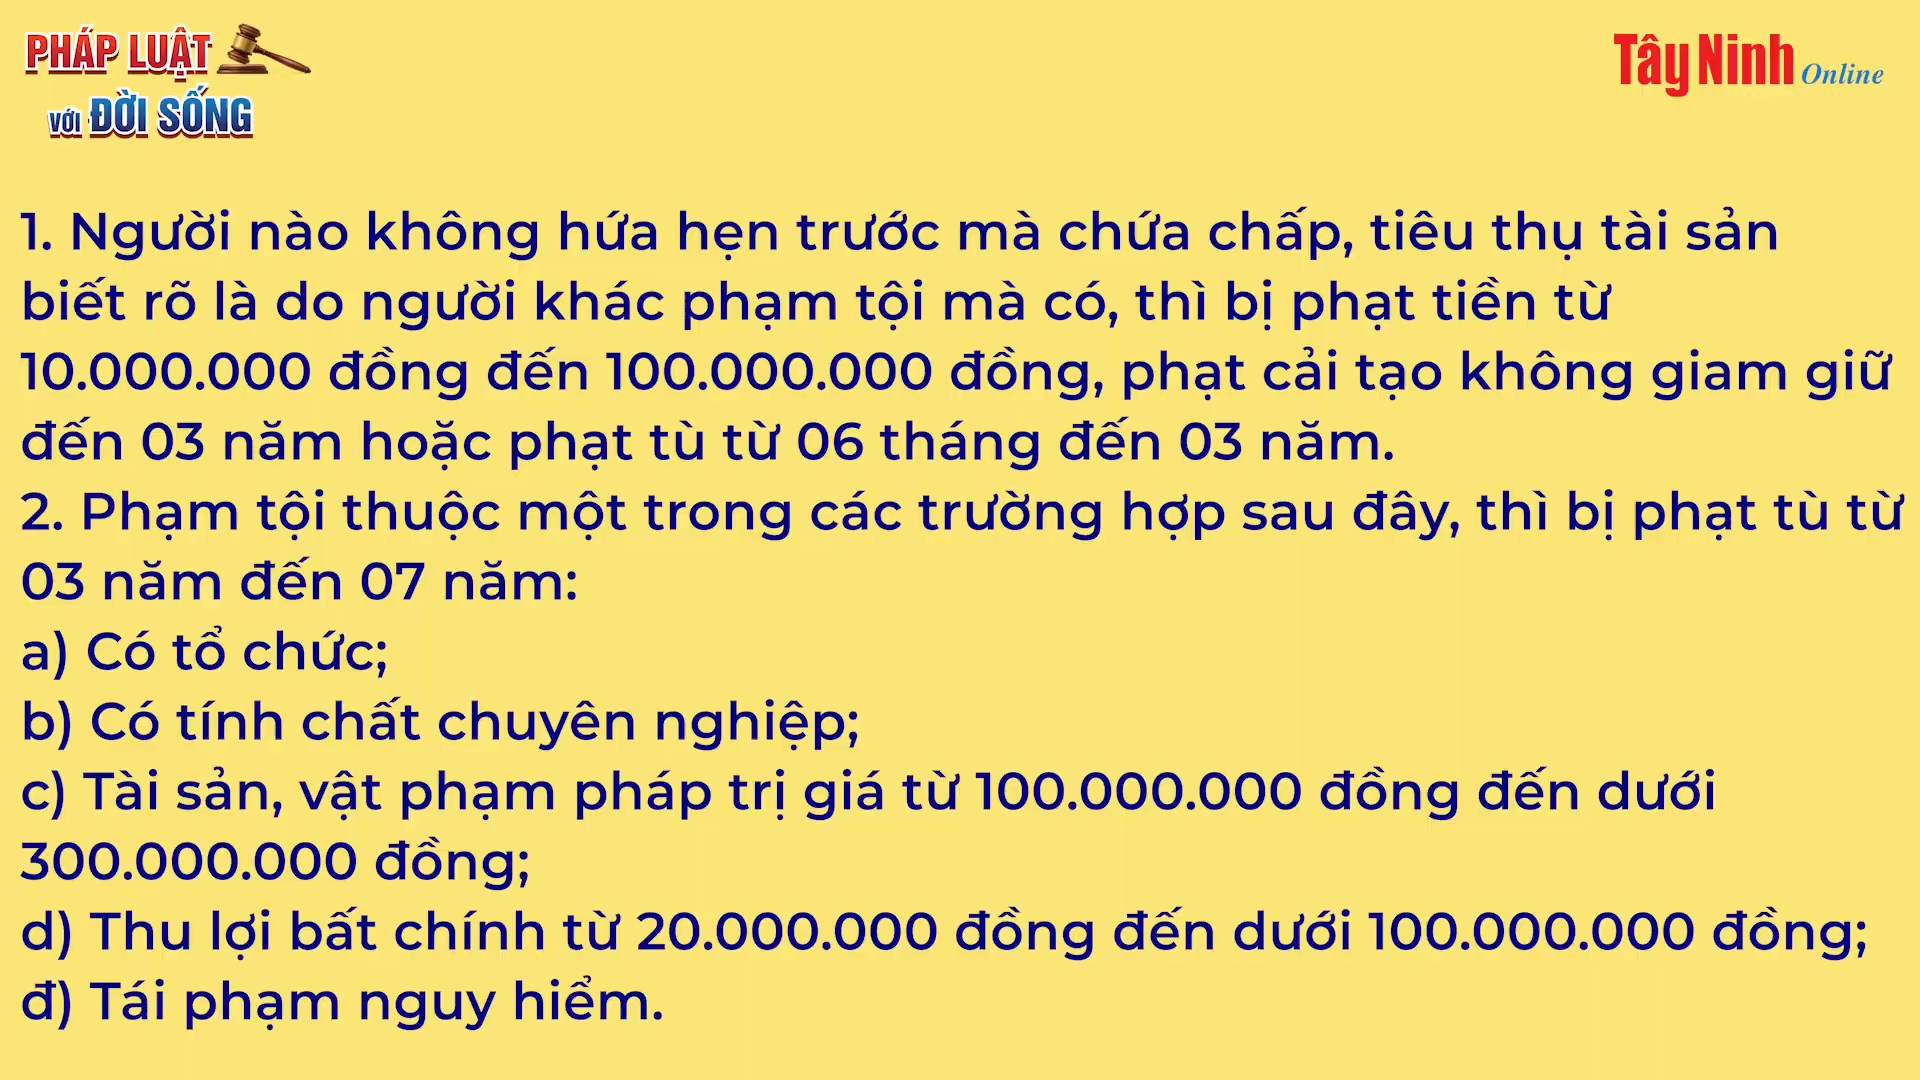 PHÁP LUẬT
với ĐỜI SỐNG
Tây Ninh Online
1. Người nào không hứa hẹn trước mà chứa chấp, tiêu thụ tài sản
biết rõ là do người khác phạm tội mà có, thì bị phạt tiền từ
10.000.000 đồng đến 100.000.000 đồng, phạt cải tạo không giam giữ
đến 03 năm hoặc phạt tù từ 06 tháng đến 03 năm.
2. Phạm tội thuộc một trong các trường hợp sau đây, thì bị phạt tù từ
03 năm đến 07 năm:
a) Có tổ chức;
b) Có tính chất chuyên nghiệp;
c) Tài sản, vật phạm pháp trị giá từ 100.000.000 đồng đến dưới
300.000.000 đồng;
d) Thu lợi bất chính từ 20.000.000 đồng đến dưới 100.000.000 đồng;
đ) Tái phạm nguy hiểm.